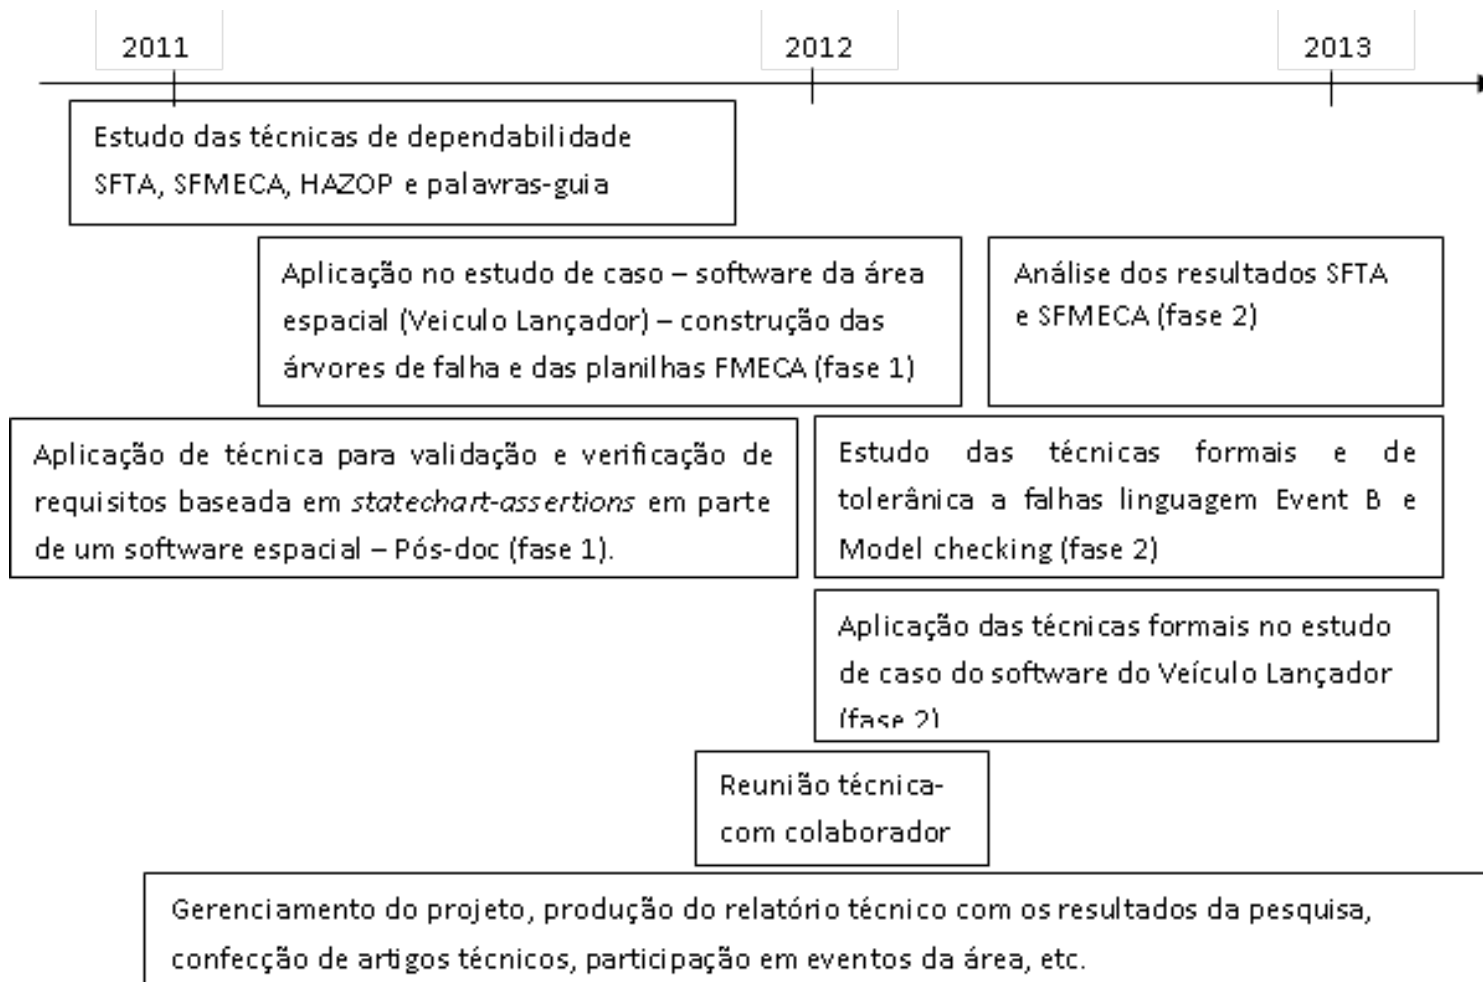 2011
2012
2013
Estudo das técnicas de dependabilidade
SFTA, SFMECA, HAZOP e palavras-guia
Aplicação no estudo de caso – software da área
espacial (Veiculo Lançador) – construção das
árvores de falha e das planilhas FMECA (fase 1)
Análise dos resultados SFTA
e SFMECA (fase 2)
Aplicação de técnica para validação e verificação de
requisitos baseada em statechart-assertions em parte
de um software espacial – Pós-doc (fase 1).
Estudo das técnicas formais e de
tolerânica a falhas linguagem Event B e
Model checking (fase 2)
Aplicação das técnicas formais no estudo
de caso do software do Veículo Lançador
(fase 2)
Reunião técnica-
com colaborador
Gerenciamento do projeto, produção do relatório técnico com os resultados da pesquisa,
confecção de artigos técnicos, participação em eventos da área, etc.